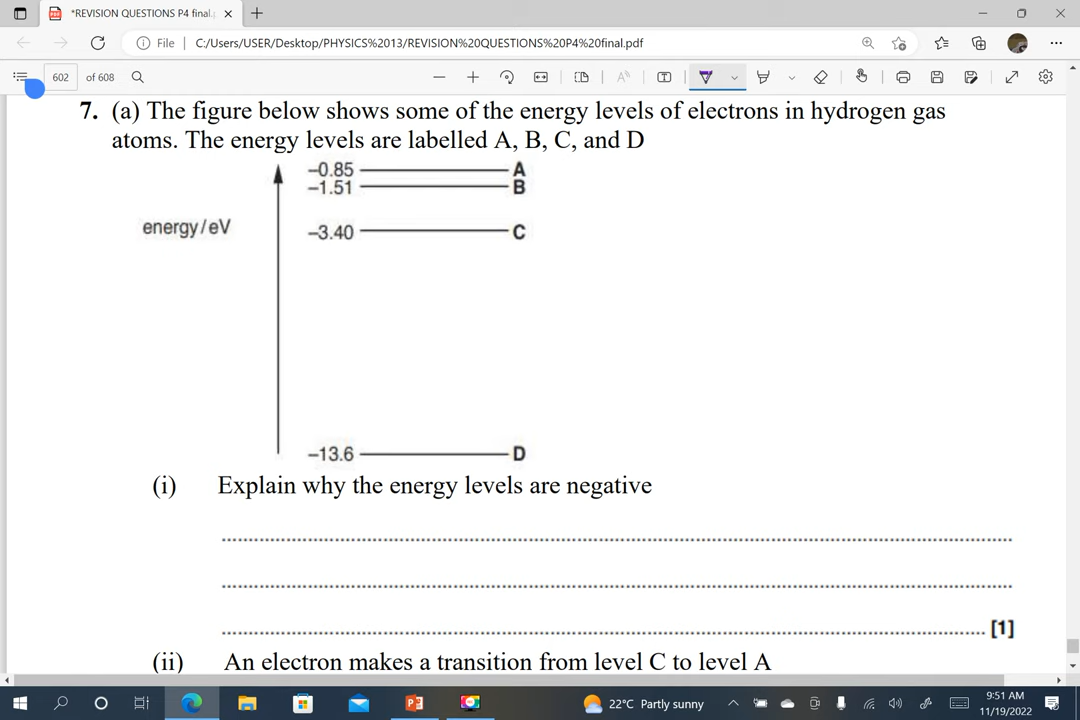 *REVISION QUESTIONS P4 final.
File | C:/Users/USER/Desktop/PHYSICS%2013/REVISION%20QUESTIONS%20P4%20final.pdf
602 of 608
7. (a) The figure below shows some of the energy levels of electrons in hydrogen gas
atoms. The energy levels are labelled A, B, C, and D
−0.85 A
−1.51 B
energy/eV
−3.40 C
−13.6 D
(i) Explain why the energy levels are negative
[1]
(ii) An electron makes a transition from level C to level A
22°C Partly sunny
9:51 AM
11/19/2022